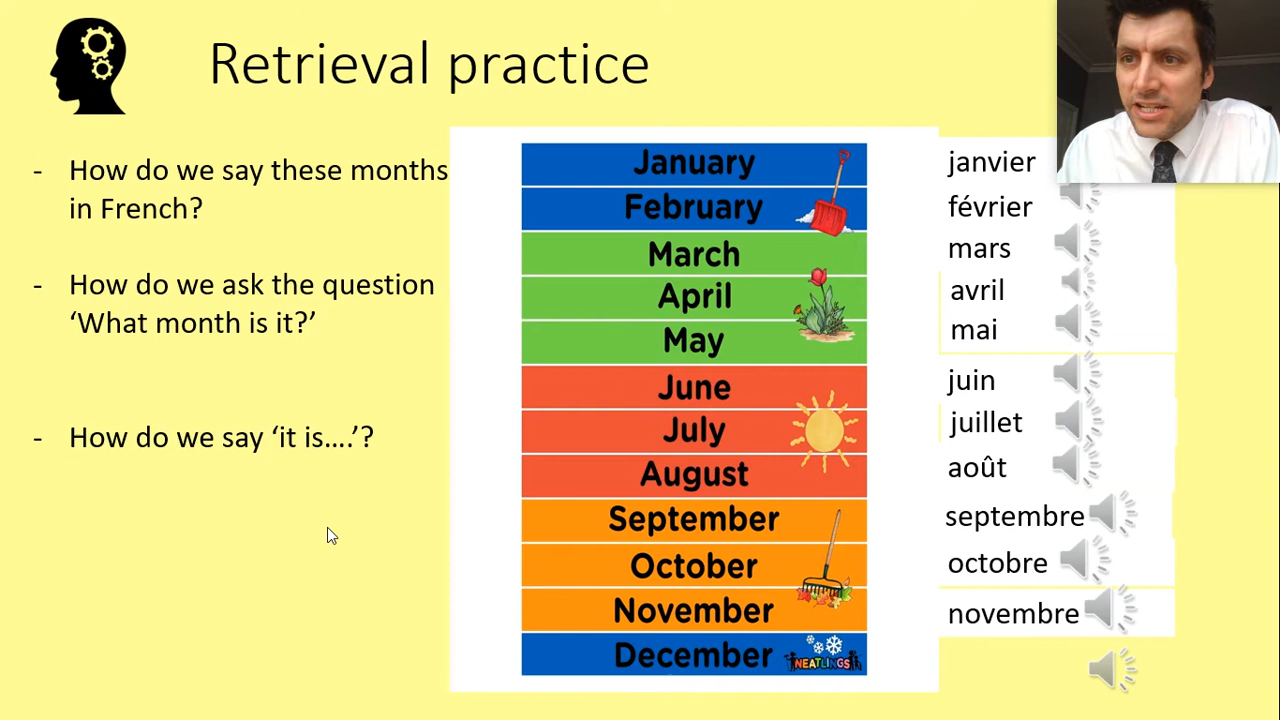 Retrieval practice
- How do we say these months
in French?
- How do we ask the question
‘What month is it?’
- How do we say ‘it is….’?
January
February
March
April
May
June
July
August
September
October
November
December
NEATLINGS
janvier
février
mars
avril
mai
juin
juillet
août
septembre
octobre
novembre